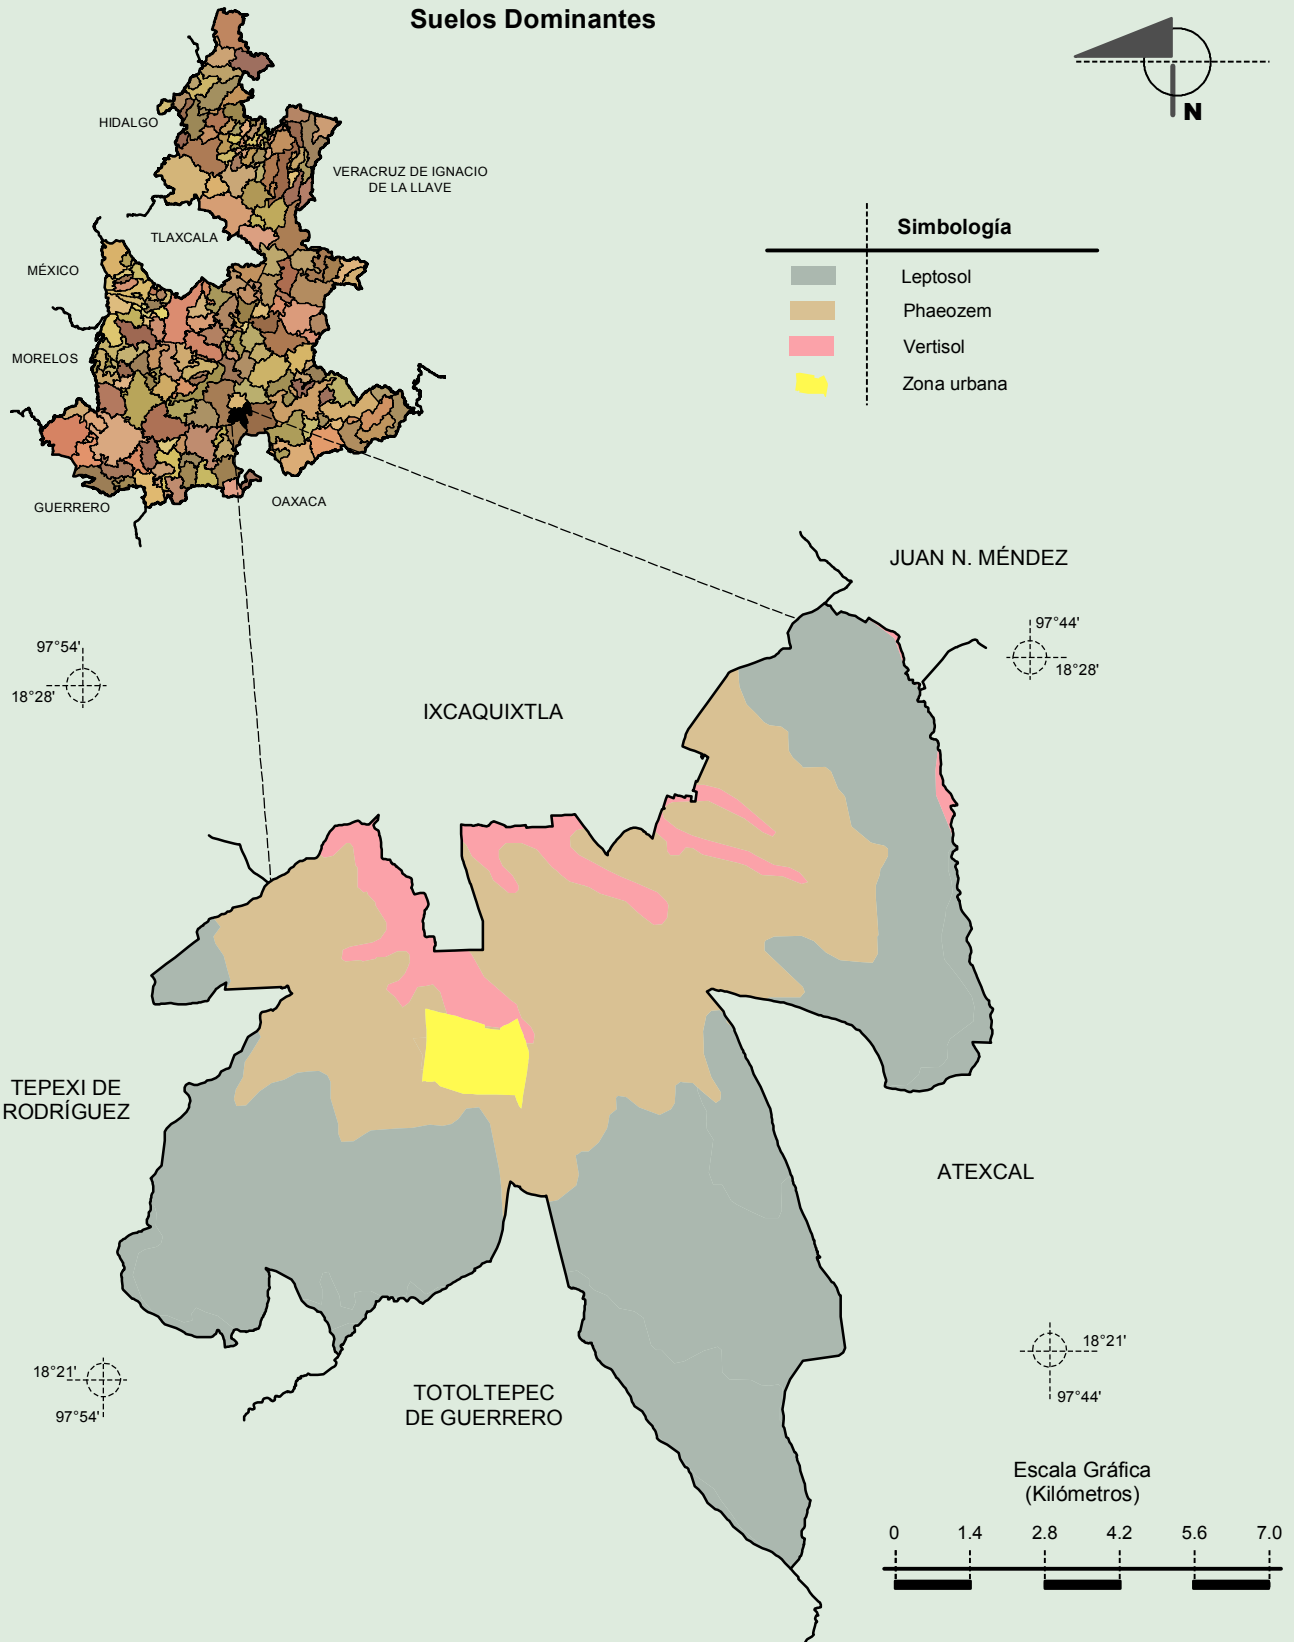 Suelos Dominantes
N
HIDALGO
VERACRUZ DE IGNACIO
DE LA LLAVE
TLAXCALA
MÉXICO
MORELOS
GUERRERO
OAXACA
Simbología
Leptosol
Phaeozem
Vertisol
Zona urbana
JUAN N. MÉNDEZ
97°44'
18°28'
97°54'
18°28'
IXCAQUIXTLA
TEPEXI DE
RODRÍGUEZ
ATEXCAL
18°21'
97°44'
18°21'
97°54'
TOTOLTEPEC
DE GUERRERO
Escala Gráfica
(Kilómetros)
0 1.4 2.8 4.2 5.6 7.0